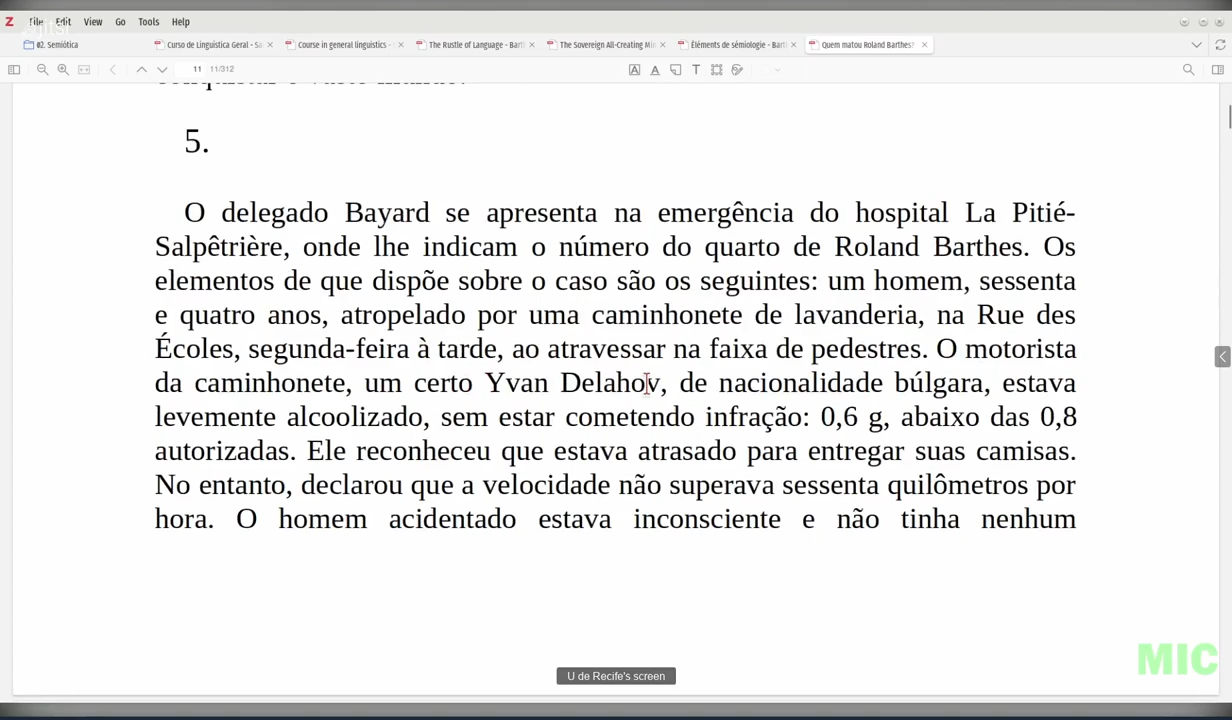 File Edit View Go Tools Help
02. Semiótica
Curso de Linguística Geral - Sa
Course in general linguistics -
The Rustle of Language - Bart
The Sovereign All-Creating Min
Éléments de sémiologie - Bart
Quem matou Roland Barthes?
11 11/312
5.
O delegado Bayard se apresenta na emergência do hospital La Pitié-
Salpêtrière, onde lhe indicam o número do quarto de Roland Barthes. Os
elementos de que dispõe sobre o caso são os seguintes: um homem, sessenta
e quatro anos, atropelado por uma caminhonete de lavanderia, na Rue des
Écoles, segunda-feira à tarde, ao atravessar na faixa de pedestres. O motorista
da caminhonete, um certo Yvan Delahov, de nacionalidade búlgara, estava
levemente alcoolizado, sem estar cometendo infração: 0,6 g, abaixo das 0,8
autorizadas. Ele reconheceu que estava atrasado para entregar suas camisas.
No entanto, declarou que a velocidade não superava sessenta quilômetros por
hora. O homem acidentado estava inconsciente e não tinha nenhum
MIC
U de Recife's screen